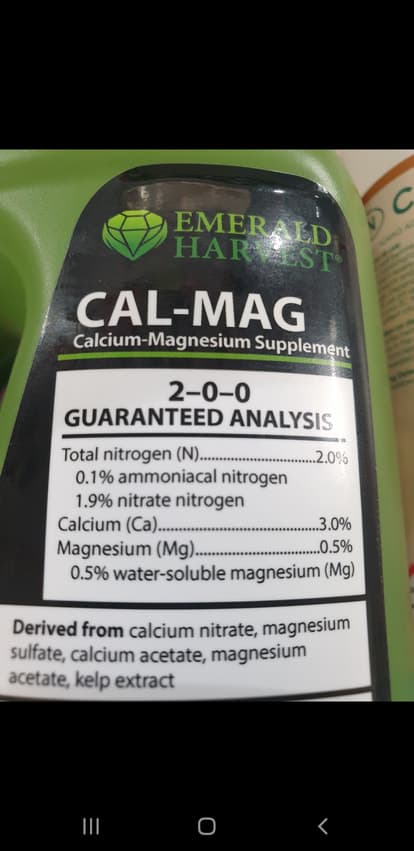 EMERALD
HARVEST®
CAL-MAG
Calcium-Magnesium Supplement
2–0–0
GUARANTEED ANALYSIS
Total nitrogen (N)..............................2.0%
0.1% ammoniacal nitrogen
1.9% nitrate nitrogen
Calcium (Ca)..........................................3.0%
Magnesium (Mg)................................0.5%
0.5% water-soluble magnesium (Mg)
Derived from calcium nitrate, magnesium
sulfate, calcium acetate, magnesium
acetate, kelp extract